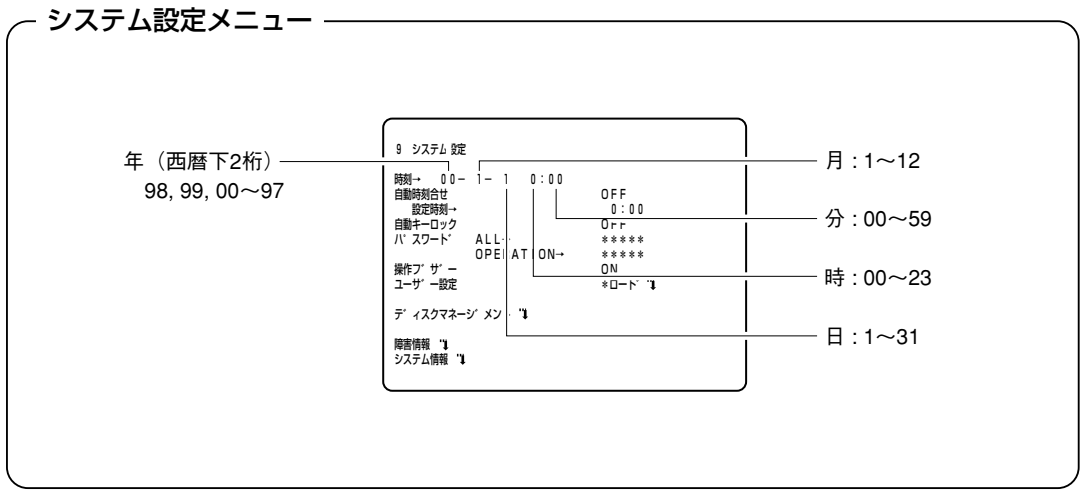 システム設定メニュー
年（西暦下2桁）
98, 99, 00～97
9 システム 設定
時刻→ 00- 1- 1 0:00
自動時刻合せ OFF
設定時刻→ 0:00
自動キーロック OFF
パスワード ALL→ *****
OPERATION→ *****
操作ブザー ON
ユーザー設定 *ロード
ディスクマネージメント
障害情報
システム情報
月 : 1～12
分 : 00～59
時 : 00～23
日 : 1～31